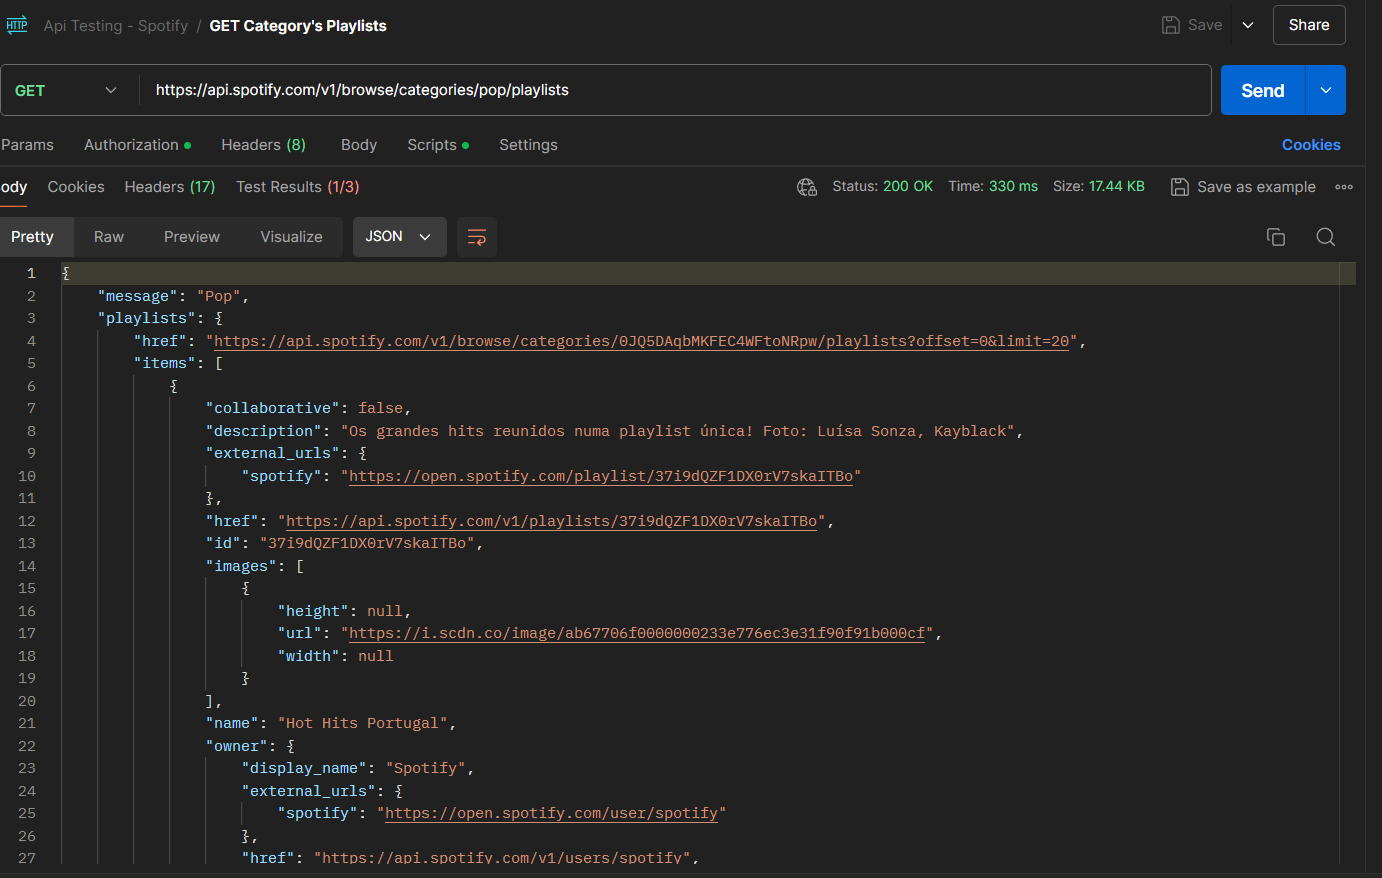 HTTP Api Testing - Spotify / GET Category's Playlists Save Share
GET https://api.spotify.com/v1/browse/categories/pop/playlists Send
Params Authorization Headers (8) Body Scripts Settings Cookies
ody Cookies Headers (17) Test Results (1/3) Status: 200 OK Time: 330 ms Size: 17.44 KB Save as example
Pretty Raw Preview Visualize JSON
1 {
2 "message": "Pop",
3 "playlists": {
4 "href": "https://api.spotify.com/v1/browse/categories/0JQ5DAqbMKFEC4WFtoNRpw/playlists?offset=0&limit=20",
5 "items": [
6 {
7 "collaborative": false,
8 "description": "Os grandes hits reunidos numa playlist única! Foto: Luísa Sonza, Kayblack",
9 "external_urls": {
10 "spotify": "https://open.spotify.com/playlist/37i9dQZF1DX0rV7skaITBo"
11 },
12 "href": "https://api.spotify.com/v1/playlists/37i9dQZF1DX0rV7skaITBo",
13 "id": "37i9dQZF1DX0rV7skaITBo",
14 "images": [
15 {
16 "height": null,
17 "url": "https://i.scdn.co/image/ab67706f0000000233e776ec3e31f90f91b000cf",
18 "width": null
19 }
20 ],
21 "name": "Hot Hits Portugal",
22 "owner": {
23 "display_name": "Spotify",
24 "external_urls": {
25 "spotify": "https://open.spotify.com/user/spotify"
26 },
27 "href": "https://api.spotify.com/v1/users/spotify",